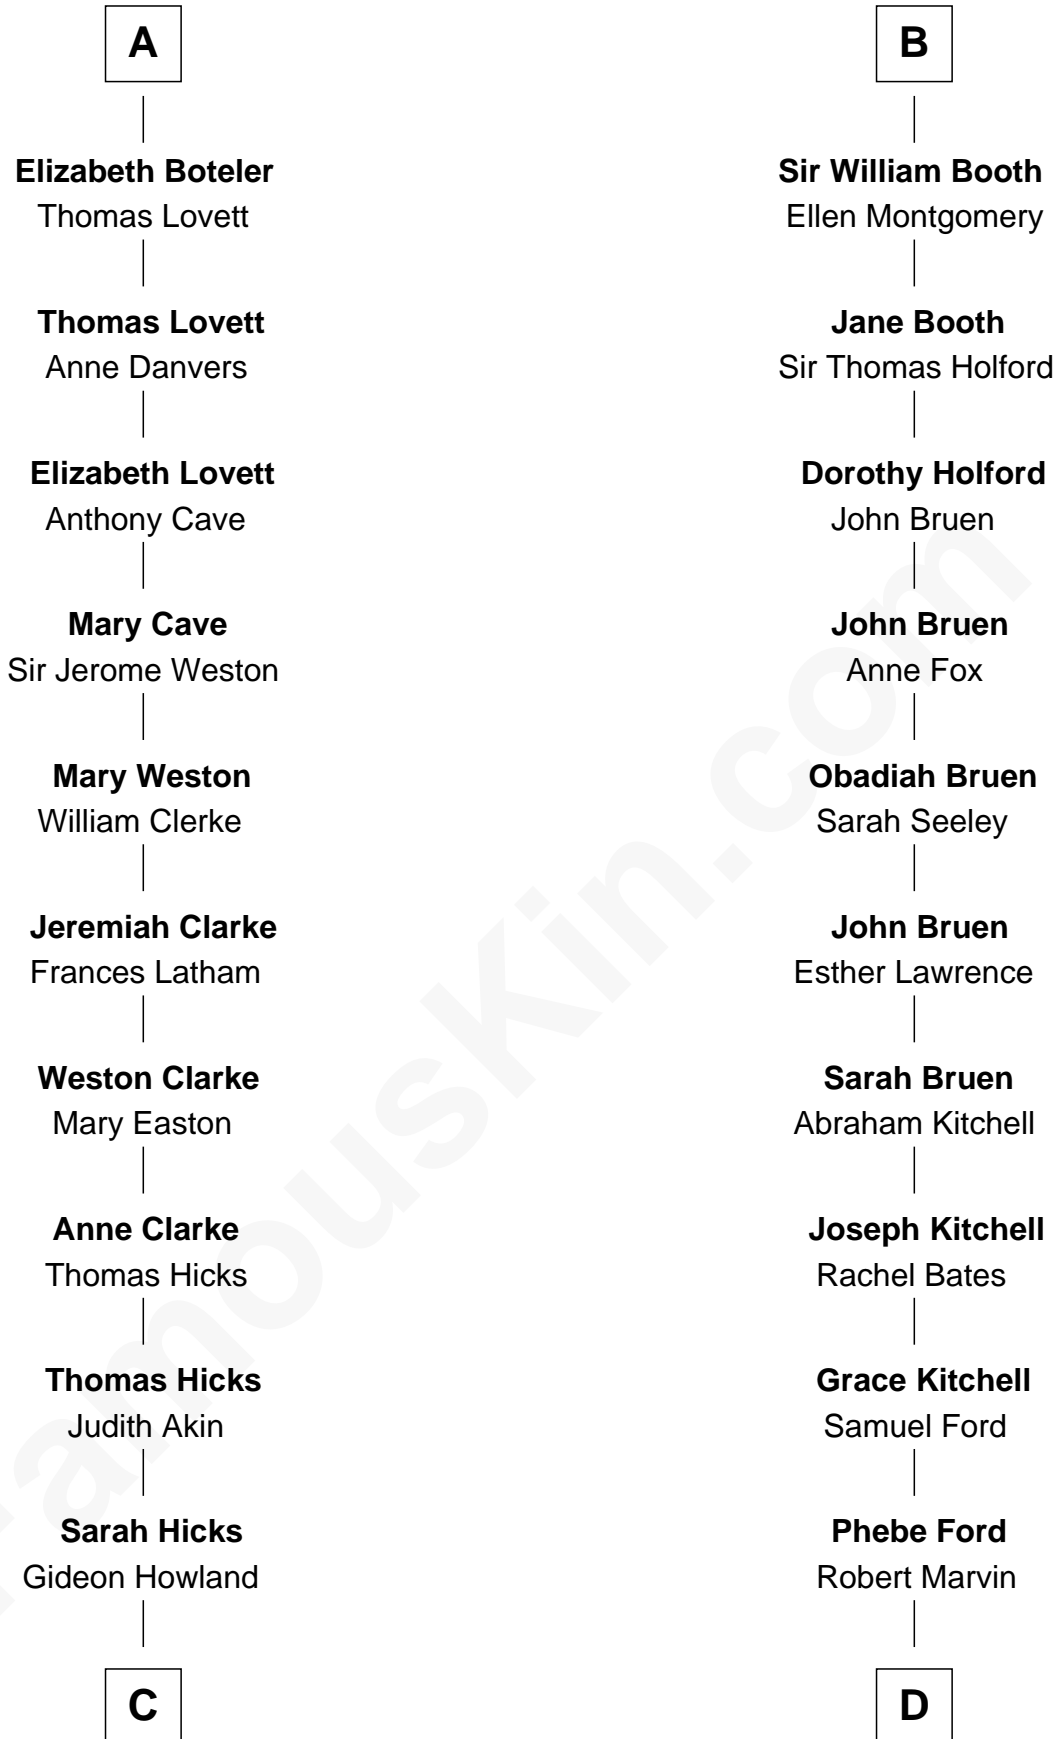 A
Elizabeth Boteler
Thomas Lovett
Thomas Lovett
Anne Danvers
Elizabeth Lovett
Anthony Cave
Mary Cave
Sir Jerome Weston
Mary Weston
William Clerke
Jeremiah Clarke
Frances Latham
Weston Clarke
Mary Easton
Anne Clarke
Thomas Hicks
Thomas Hicks
Judith Akin
Sarah Hicks
Gideon Howland
C
B
Sir William Booth
Ellen Montgomery
Jane Booth
Sir Thomas Holford
Dorothy Holford
John Bruen
John Bruen
Anne Fox
Obadiah Bruen
Sarah Seeley
John Bruen
Esther Lawrence
Sarah Bruen
Abraham Kitchell
Joseph Kitchell
Rachel Bates
Grace Kitchell
Samuel Ford
Phebe Ford
Robert Marvin
D
FamousKin.com